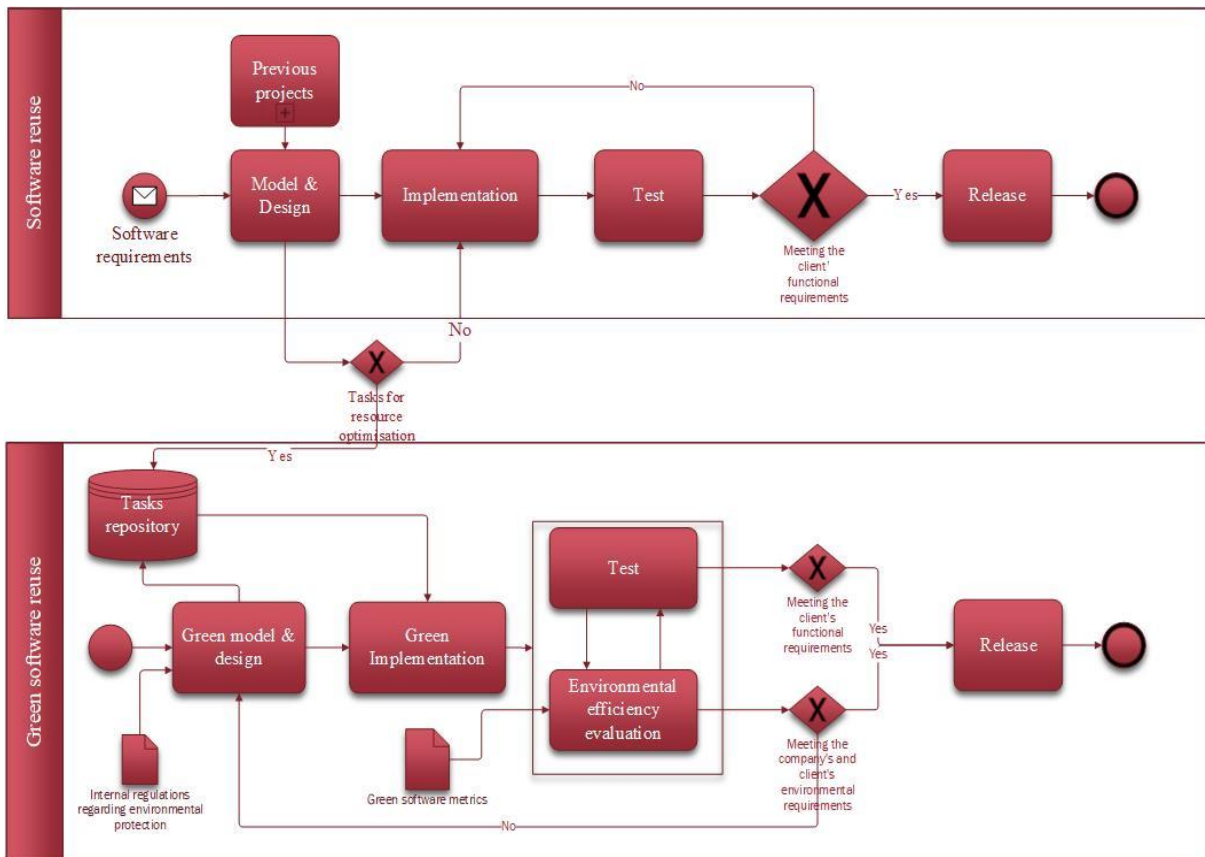 Software reuse
Previous
projects
No
Model &
Design
Implementation
Test
X
Yes
Release
Software
requirements
Meeting the
client'
functional
requirements
No
X
Tasks for
resource
optimisation
Yes
Green software reuse
Tasks
repository
Test
X
Meeting the
client's
functional
requirements
Green model &
design
Green
Implementation
Yes
Yes
Release
Environmental
efficiency
evaluation
X
Meeting the
company's and
client's
environmental
requirements
Internal regulations
regarding environmental
protection
Green software metrics
No